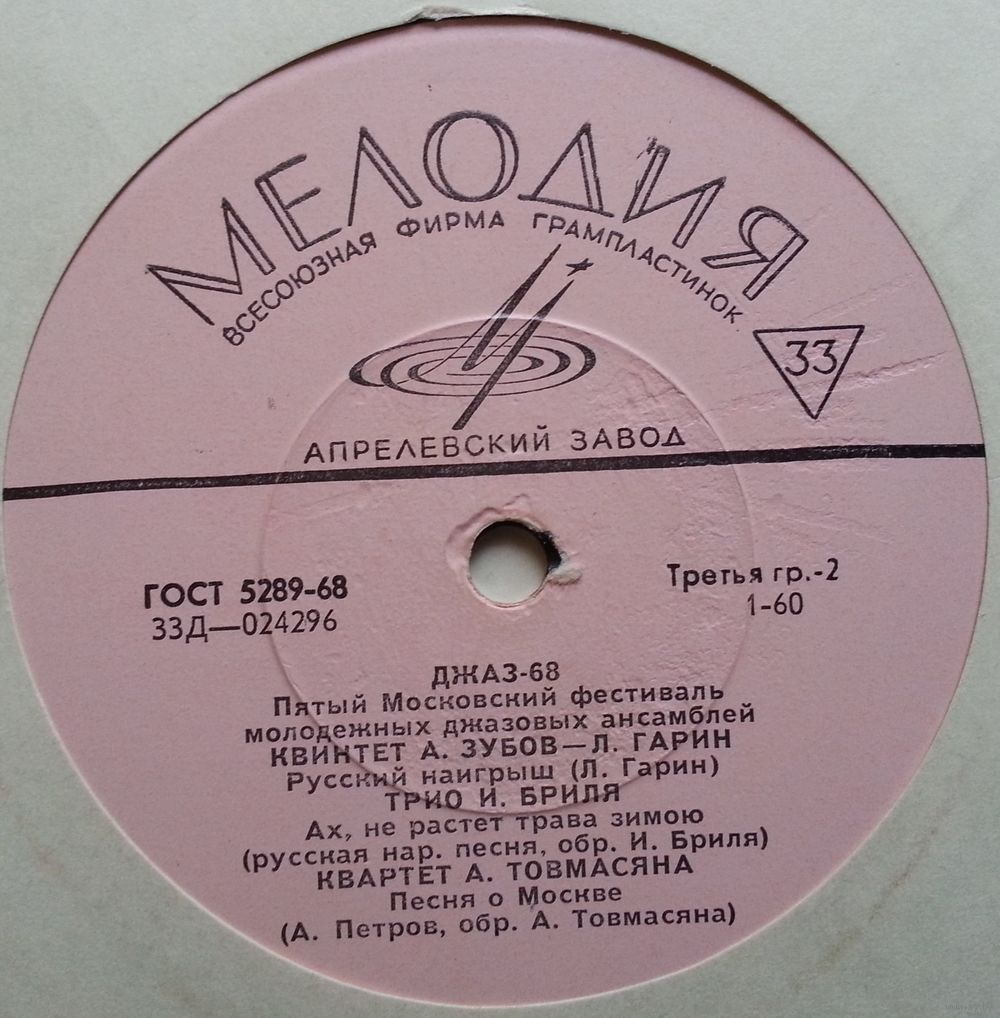 МЕЛОДИЯ
ВСЕСОЮЗНАЯ ФИРМА ГРАМПЛАСТИНОК
33
АПРЕЛЕВСКИЙ ЗАВОД
ГОСТ 5289-68
33Д—024296
Третья гр.-2
1-60
ДЖАЗ-68
Пятый Московский фестиваль
молодежных джазовых ансамблей
КВИНТЕТ А. ЗУБОВ—Л. ГАРИН
Русский наигрыш (Л. Гарин)
ТРИО И. БРИЛЯ
Ах, не растет трава зимою
(русская нар. песня, обр. И. Бриля)
КВАРТЕТ А. ТОВМАСЯНА
Песня о Москве
(А. Петров, обр. А. Товмасяна)